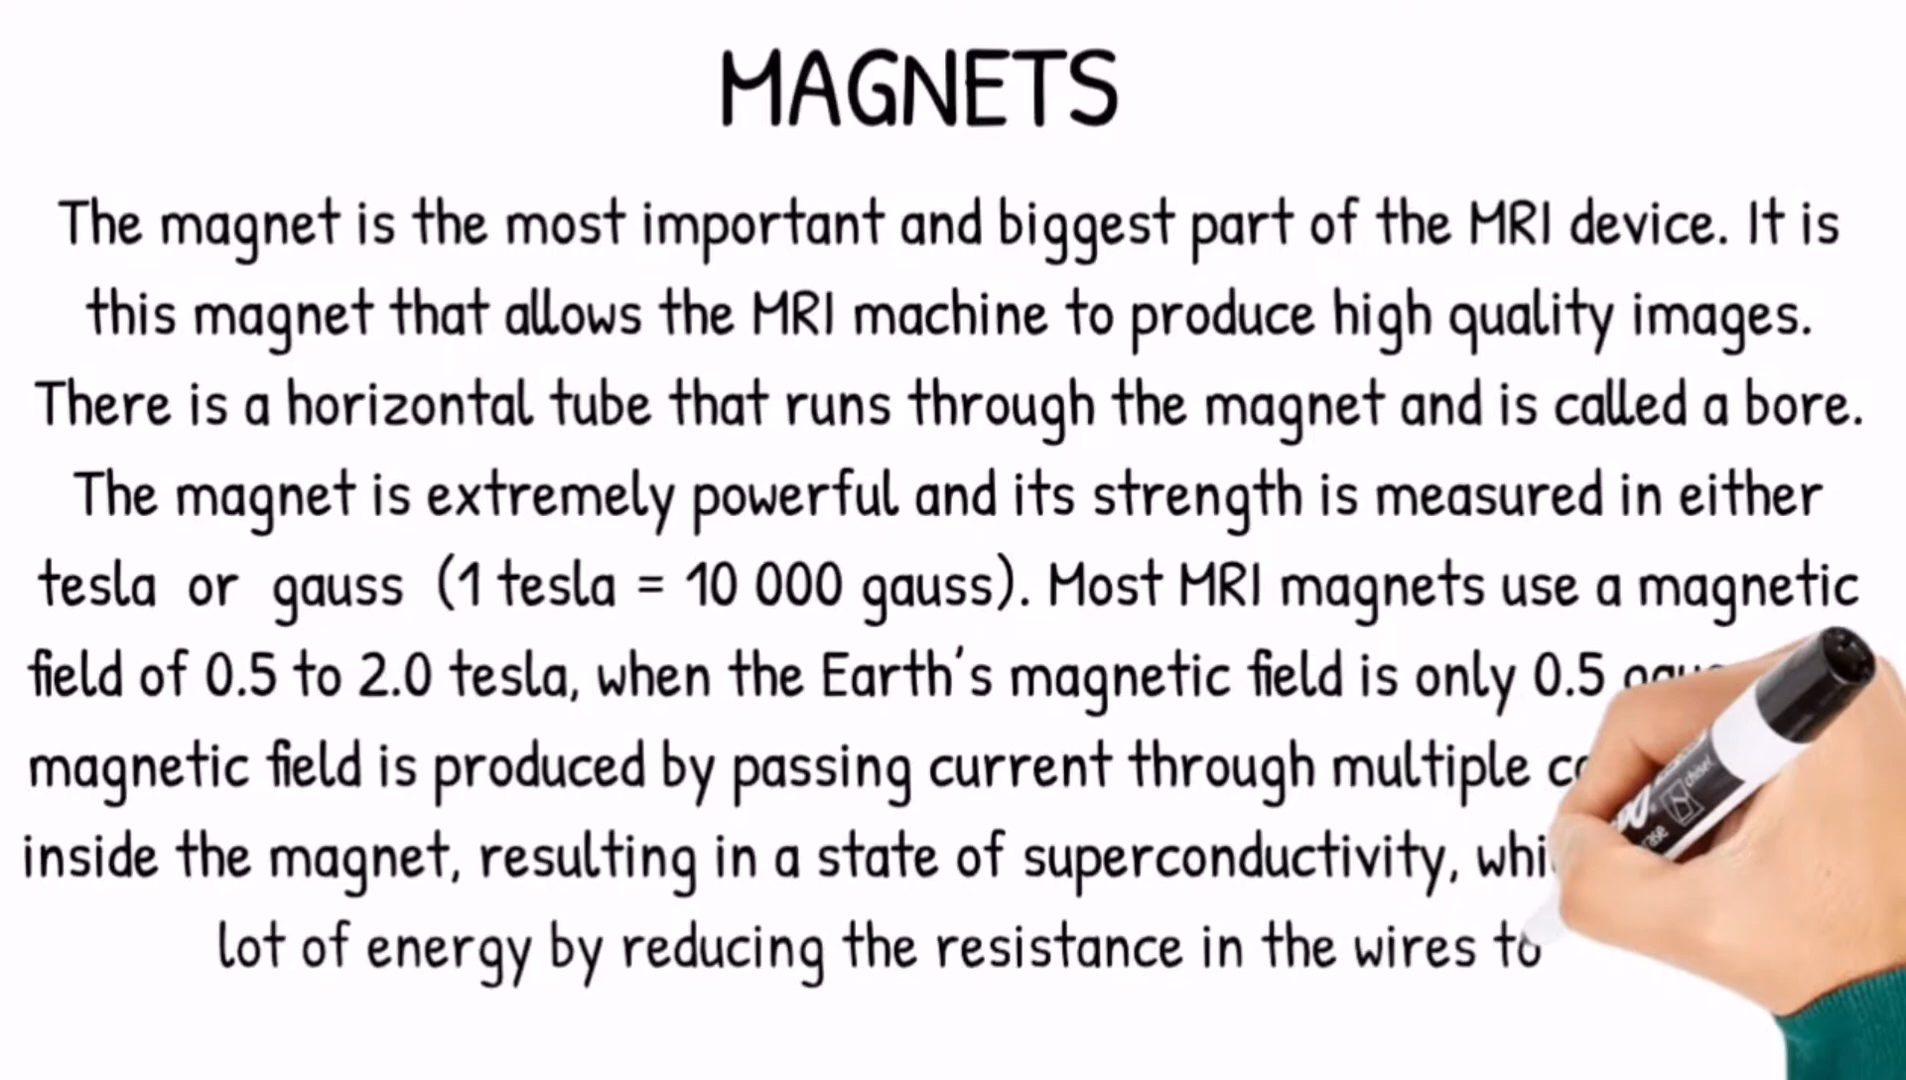 MAGNETS
The magnet is the most important and biggest part of the MRI device. It is
this magnet that allows the MRI machine to produce high quality images.
There is a horizontal tube that runs through the magnet and is called a bore.
The magnet is extremely powerful and its strength is measured in either
tesla or gauss (1 tesla = 10 000 gauss). Most MRI magnets use a magnetic
field of 0.5 to 2.0 tesla, when the Earth's magnetic field is only 0.5
magnetic field is produced by passing current through multiple
inside the magnet, resulting in a state of superconductivity,
lot of energy by reducing the resistance in the wires to
chisel